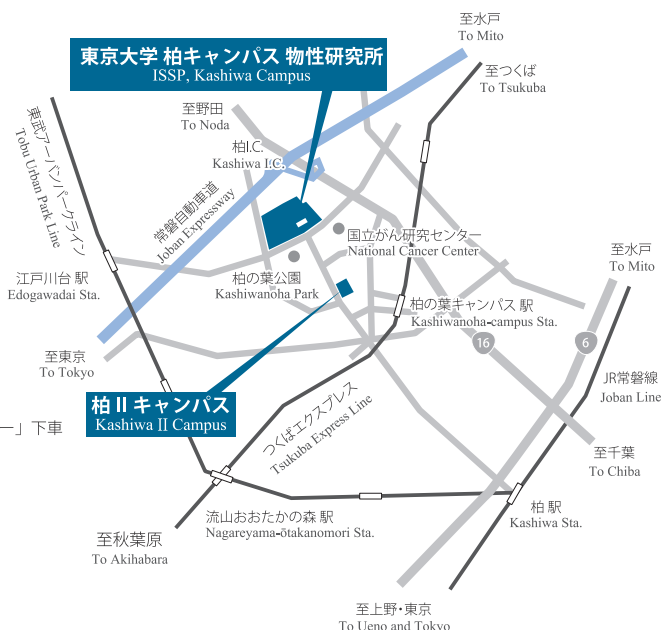 至水戸
To Mito
東京大学 柏キャンパス 物性研究所
ISSP, Kashiwa Campus
至つくば
To Tsukuba
至野田
To Noda
柏I.C.
Kashiwa I.C.
東武アーバンパークライン
Tobu Urban Park Line
常磐自動車道
Joban Expressway
国立がん研究センター
National Cancer Center
至水戸
To Mito
江戸川台 駅
Edogawadai Sta.
柏の葉公園
Kashiwanoha Park
柏の葉キャンパス 駅
Kashiwanoha-campus Sta.
16
6
至東京
To Tokyo
JR常磐線
Joban Line
柏 II キャンパス
Kashiwa II Campus
ー」下車
つくばエクスプレス
Tsukuba Express Line
至千葉
To Chiba
流山おおたかの森 駅
Nagareyama-ōtakanomori Sta.
柏 駅
Kashiwa Sta.
至秋葉原
To Akihabara
至上野・東京
To Ueno and Tokyo